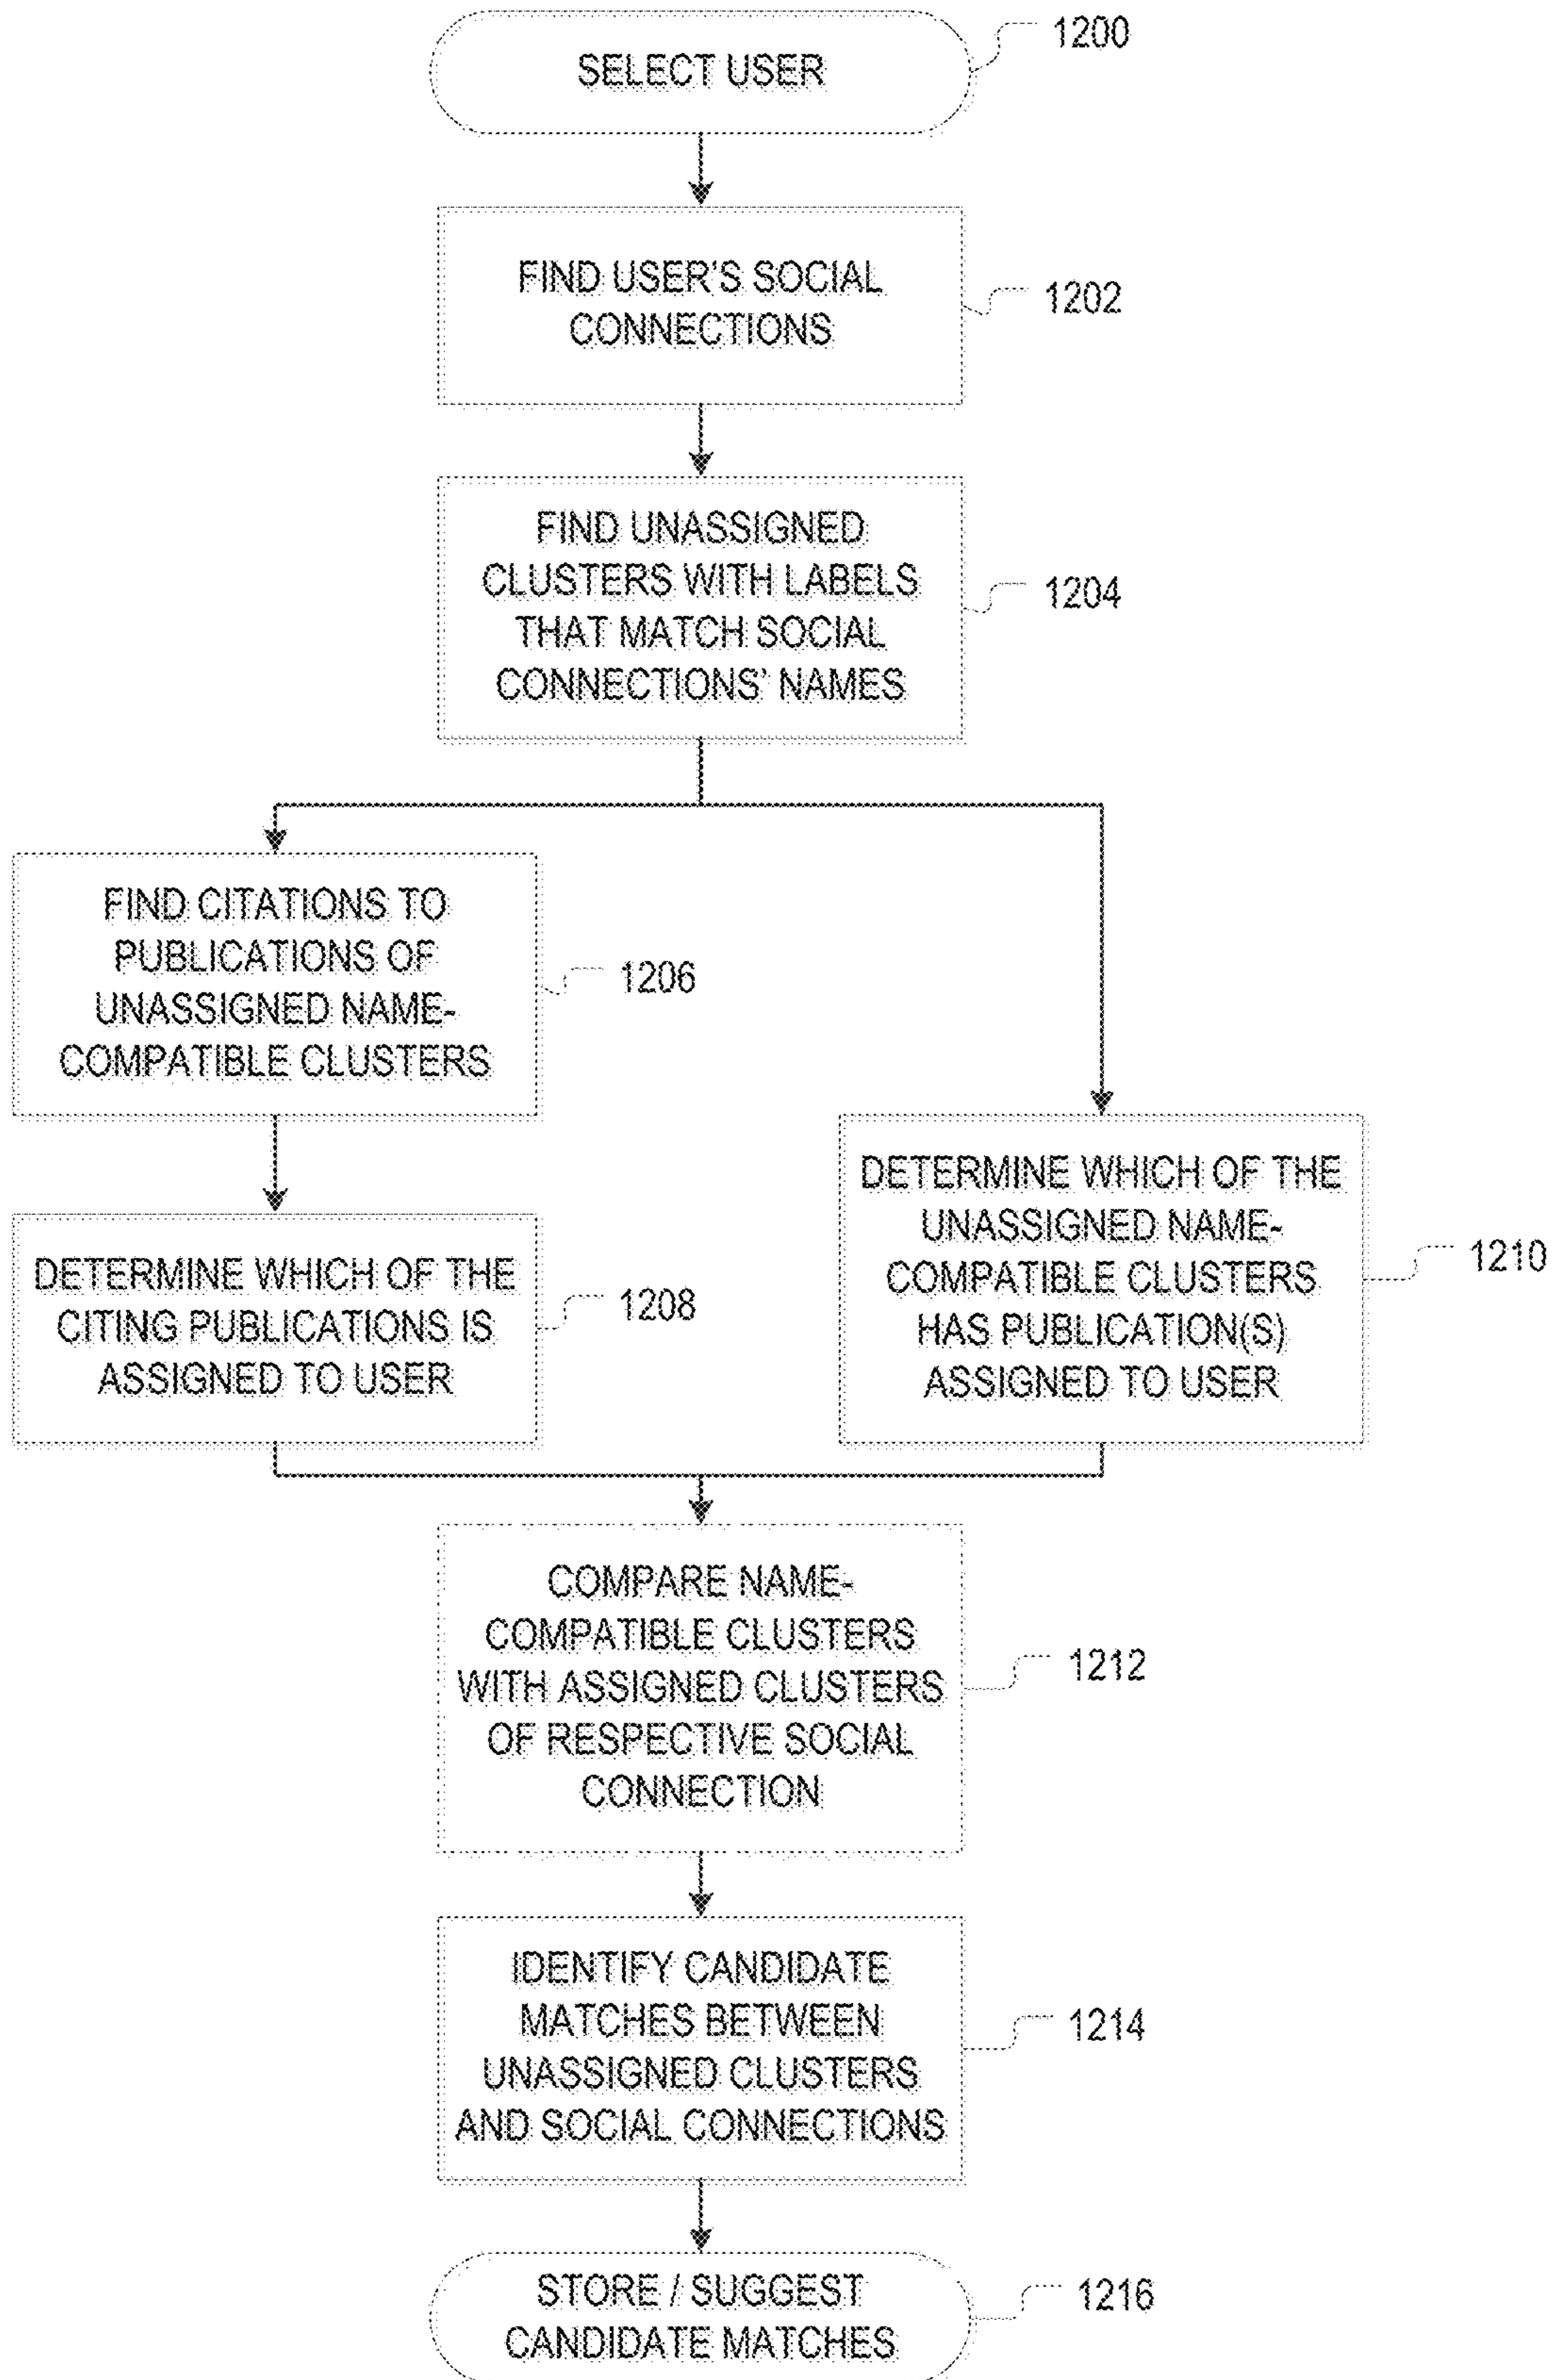 SELECT USER
1200
FIND USER'S SOCIAL
CONNECTIONS
1202
FIND UNASSIGNED
CLUSTERS WITH LABELS
THAT MATCH SOCIAL
CONNECTIONS' NAMES
1204
FIND CITATIONS TO
PUBLICATIONS OF
UNASSIGNED NAME-
COMPATIBLE CLUSTERS
1206
DETERMINE WHICH OF THE
CITING PUBLICATIONS IS
ASSIGNED TO USER
1208
DETERMINE WHICH OF THE
UNASSIGNED NAME-
COMPATIBLE CLUSTERS
HAS PUBLICATION(S)
ASSIGNED TO USER
1210
COMPARE NAME-
COMPATIBLE CLUSTERS
WITH ASSIGNED CLUSTERS
OF RESPECTIVE SOCIAL
CONNECTION
1212
IDENTIFY CANDIDATE
MATCHES BETWEEN
UNASSIGNED CLUSTERS
AND SOCIAL CONNECTIONS
1214
STORE / SUGGEST
CANDIDATE MATCHES
1216